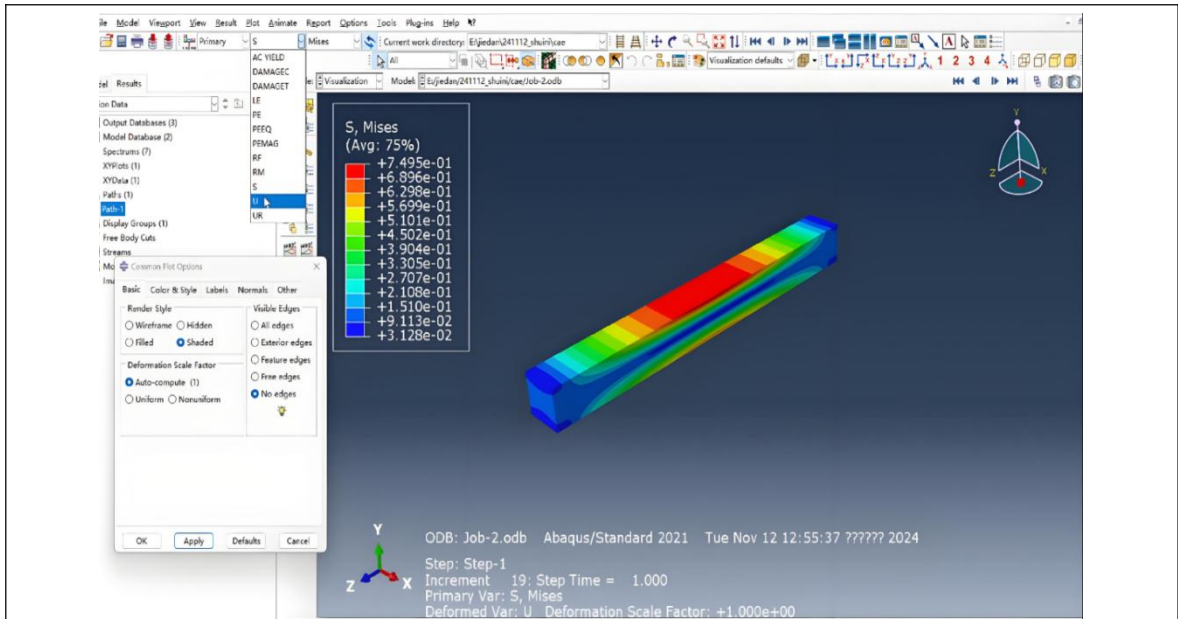 ile Model Viewport View Result Plot Animate Report Options Tools Plug-ins Help
Primary S Mises Current work directory: E:\jiedan\241112_shuini\cae
All Visualization defaults 1 2 3 4
Visualization Model: E:/jiedan/241112_shuini/cae/Job-2.odb
AC YIELD
DAMAGEC
DAMAGET
LE
PE
PEEQ
PEMAG
RF
RM
S
U
UR
del Results
ion Data
Output Databases (3)
Model Database (2)
Spectrums (7)
XYPlots (1)
XYData (1)
Paths (1)
Path-1
Display Groups (1)
Free Body Cuts
Streams
Common Plot Options
Basic Color & Style Labels Normals Other
Render Style
Wireframe Hidden
Filled Shaded
Deformation Scale Factor
Auto-compute (1)
Uniform Nonuniform
Visible Edges
All edges
Exterior edges
Feature edges
Free edges
No edges
OK Apply Defaults Cancel
S, Mises
(Avg: 75%)
+7.495e-01
+6.896e-01
+6.298e-01
+5.699e-01
+5.101e-01
+4.502e-01
+3.904e-01
+3.305e-01
+2.707e-01
+2.108e-01
+1.510e-01
+9.113e-02
+3.128e-02
Y
Z X
Y
Z X
ODB: Job-2.odb Abaqus/Standard 2021 Tue Nov 12 12:55:37 ?????? 2024
Step: Step-1
Increment 19: Step Time = 1.000
Primary Var: S, Mises
Deformed Var: U Deformation Scale Factor: +1.000e+00